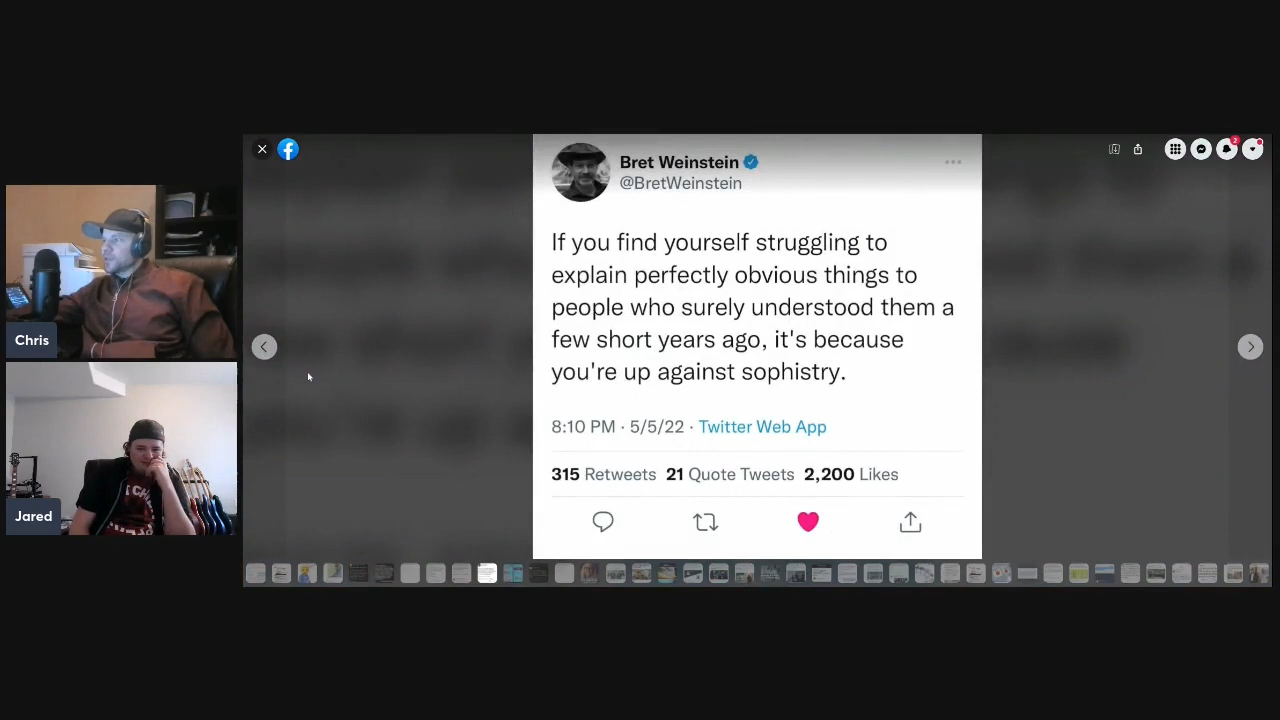 Bret Weinstein
@BretWeinstein
If you find yourself struggling to
explain perfectly obvious things to
people who surely understood them a
few short years ago, it's because
you're up against sophistry.
8:10 PM · 5/5/22 · Twitter Web App
315 Retweets 21 Quote Tweets 2,200 Likes
Chris
Jared
2